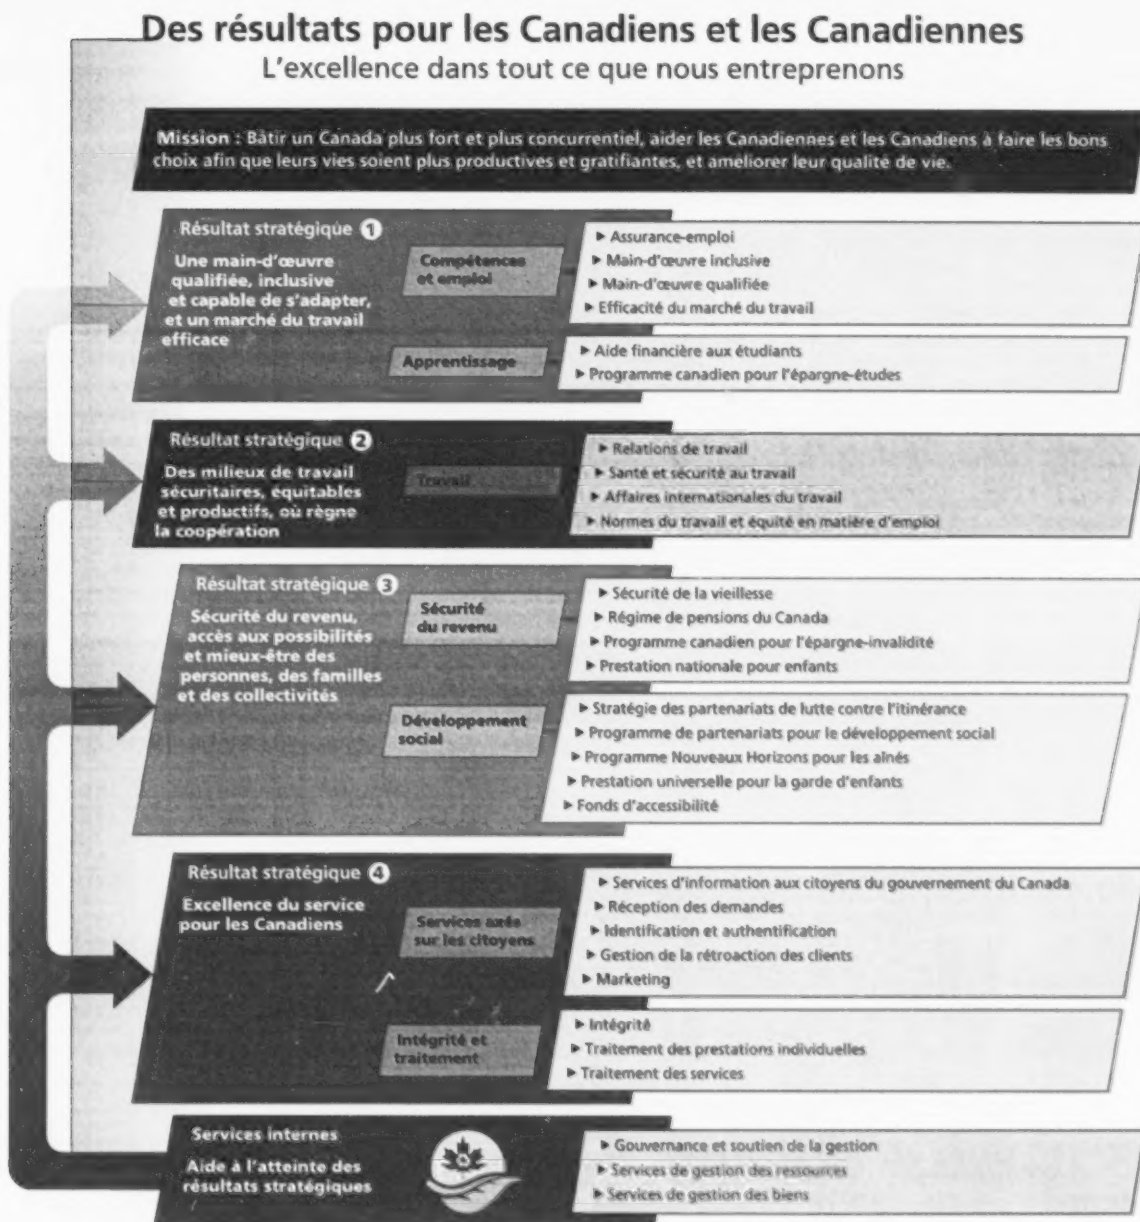 Des résultats pour les Canadiens et les Canadiennes
L'excellence dans tout ce que nous entreprenons
Mission : Bâtir un Canada plus fort et plus concurrentiel, aider les Canadiennes et les Canadiens à faire les bons
choix afin que leurs vies soient plus productives et gratifiantes, et améliorer leur qualité de vie.
Résultat stratégique 1
Une main-d'œuvre
qualifiée, inclusive
et capable de s'adapter,
et un marché du travail
efficace
Compétences
et emploi
▶ Assurance-emploi
▶ Main-d'œuvre inclusive
▶ Main-d'œuvre qualifiée
▶ Efficacité du marché du travail
Apprentissage
▶ Aide financière aux étudiants
▶ Programme canadien pour l'épargne-études
Résultat stratégique 2
Des milieux de travail
sécuritaires, équitables
et productifs, où règne
la coopération
Travail
▶ Relations de travail
▶ Santé et sécurité au travail
▶ Affaires internationales du travail
▶ Normes du travail et équité en matière d'emploi
Résultat stratégique 3
Sécurité du revenu,
accès aux possibilités
et mieux-être des
personnes, des familles
et des collectivités
Sécurité
du revenu
▶ Sécurité de la vieillesse
▶ Régime de pensions du Canada
▶ Programme canadien pour l'épargne-invalidité
▶ Prestation nationale pour enfants
Développement
social
▶ Stratégie des partenariats de lutte contre l'itinérance
▶ Programme de partenariats pour le développement social
▶ Programme Nouveaux Horizons pour les aînés
▶ Prestation universelle pour la garde d'enfants
▶ Fonds d'accessibilité
Résultat stratégique 4
Excellence du service
pour les Canadiens
Services axés
sur les citoyens
▶ Services d'information aux citoyens du gouvernement du Canada
▶ Réception des demandes
▶ Identification et authentification
▶ Gestion de la rétroaction des clients
▶ Marketing
Intégrité et
traitement
▶ Intégrité
▶ Traitement des prestations individuelles
▶ Traitement des services
Services internes
Aide à l'atteinte des
résultats stratégiques
▶ Gouvernance et soutien de la gestion
▶ Services de gestion des ressources
▶ Services de gestion des biens